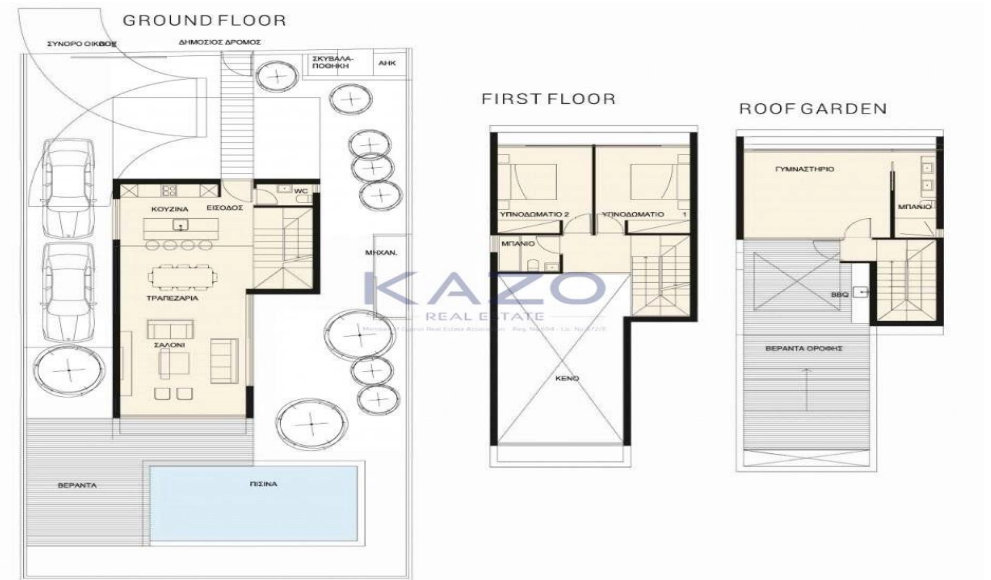 GROUND FLOOR
ΣΥΝΟΡΟ ΟΙΚΟΠ
ΔΗΜΟΣΙΟΣ ΔΡΟΜΟΣ
ΣΚΥΒΑΛΑ-
ΠΟΘΗΚΗ
ΑΗΚ
WC
ΚΟΥΖΙΝΑ
ΕΙΣΟΔΟΣ
ΜΗΧΑΝ.
ΤΡΑΠΕΖΑΡΙΑ
ΣΑΛΟΝΙ
ΒΕΡΑΝΤΑ
ΠΙΣΙΝΑ
FIRST FLOOR
ΥΠΝΟΔΩΜΑΤΙΟ 2
ΥΠΝΟΔΩΜΑΤΙΟ 1
ΜΠΑΝΙΟ
ΚΕΝΟ
ROOF GARDEN
ΓΥΜΝΑΣΤΗΡΙΟ
ΜΠΑΝΙΟ
BBQ
ΒΕΡΑΝΤΑ ΟΡΟΦΗΣ
KAZO
REAL ESTATE